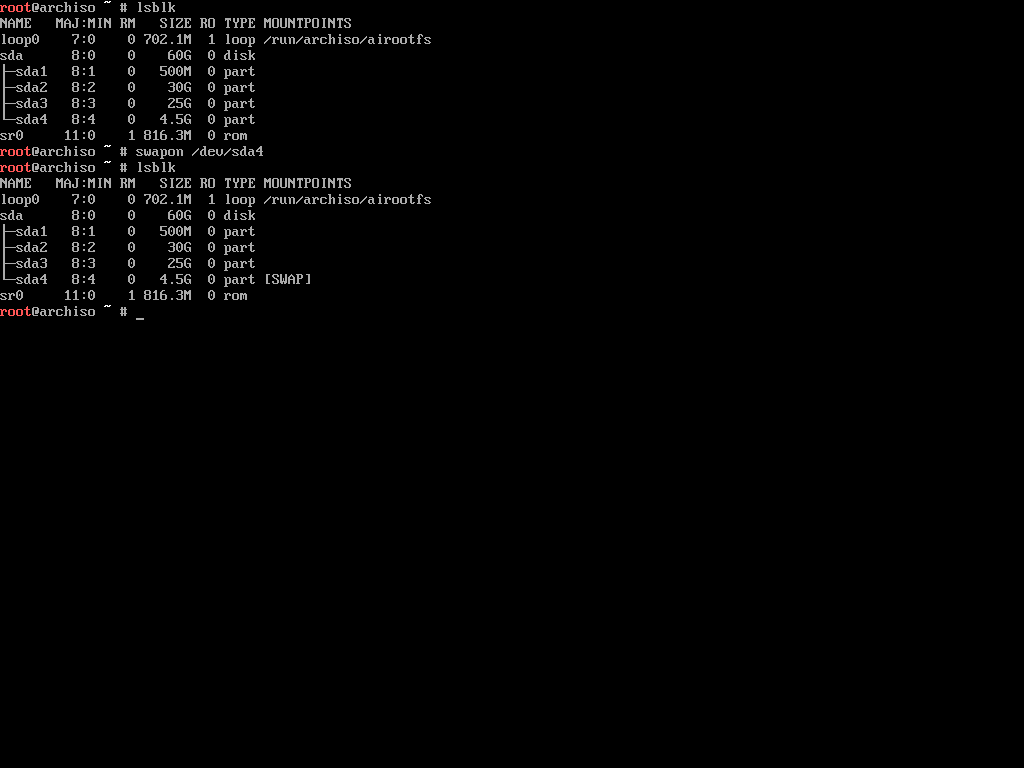 root@archiso ~ # lsblk
NAME   MAJ:MIN RM   SIZE RO TYPE MOUNTPOINTS
loop0    7:0    0 702.1M  1 loop /run/archiso/airootfs
sda      8:0    0    60G  0 disk
├─sda1   8:1    0   500M  0 part
├─sda2   8:2    0    30G  0 part
├─sda3   8:3    0    25G  0 part
└─sda4   8:4    0   4.5G  0 part
sr0     11:0    1 816.3M  0 rom
root@archiso ~ # swapon /dev/sda4
root@archiso ~ # lsblk
NAME   MAJ:MIN RM   SIZE RO TYPE MOUNTPOINTS
loop0    7:0    0 702.1M  1 loop /run/archiso/airootfs
sda      8:0    0    60G  0 disk
├─sda1   8:1    0   500M  0 part
├─sda2   8:2    0    30G  0 part
├─sda3   8:3    0    25G  0 part
└─sda4   8:4    0   4.5G  0 part [SWAP]
sr0     11:0    1 816.3M  0 rom
root@archiso ~ # _